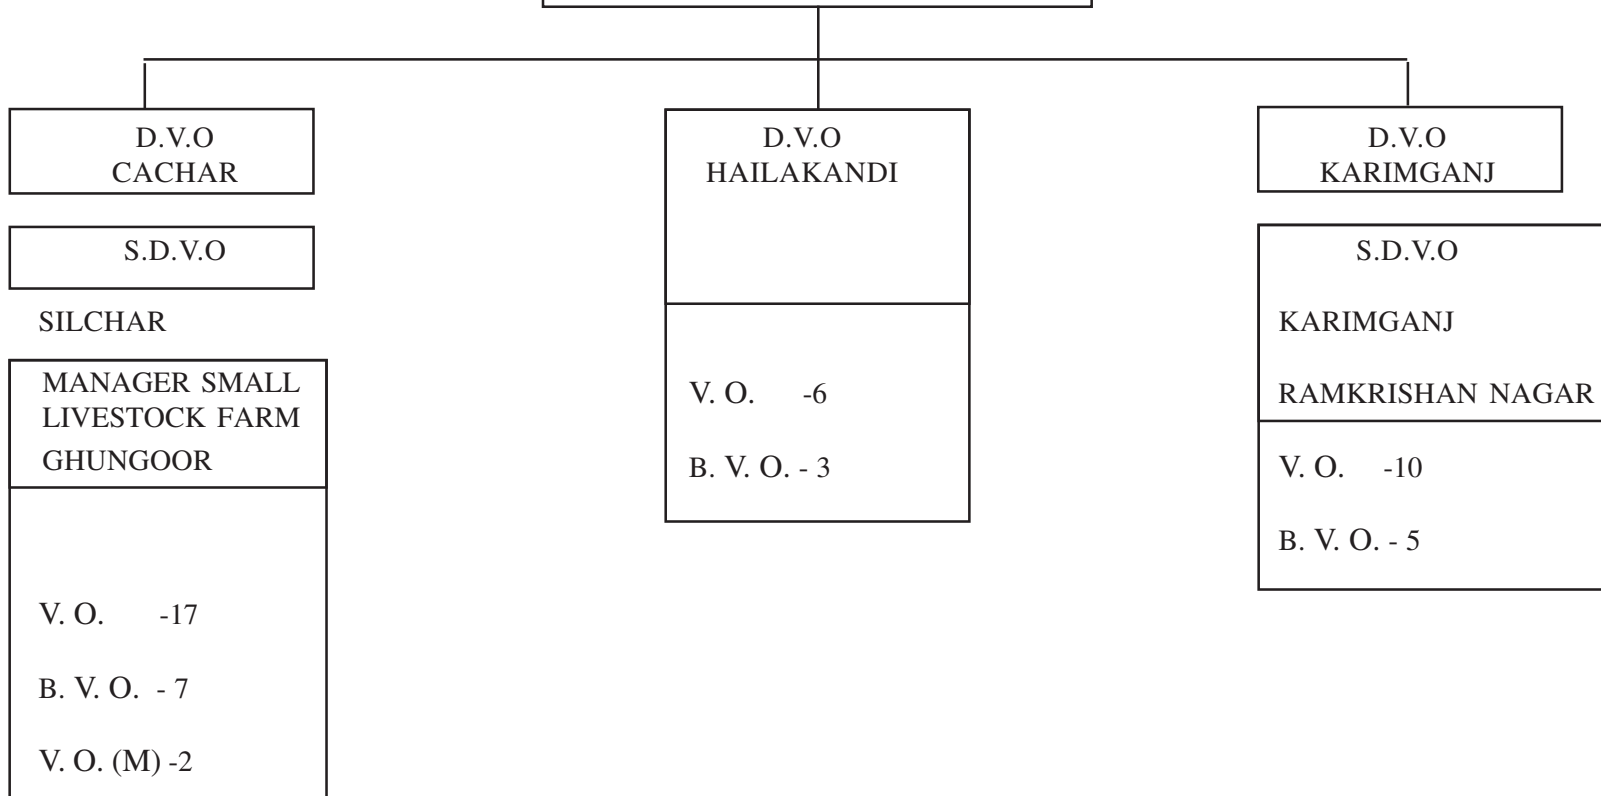 D.V.O
CACHAR
S.D.V.O
SILCHAR
MANAGER SMALL
LIVESTOCK FARM
GHUNGOOR
V. O. -17
B. V. O. - 7
V. O. (M) -2
D.V.O
HAILAKANDI
V. O. -6
B. V. O. - 3
D.V.O
KARIMGANJ
S.D.V.O
KARIMGANJ
RAMKRISHAN NAGAR
V. O. -10
B. V. O. - 5